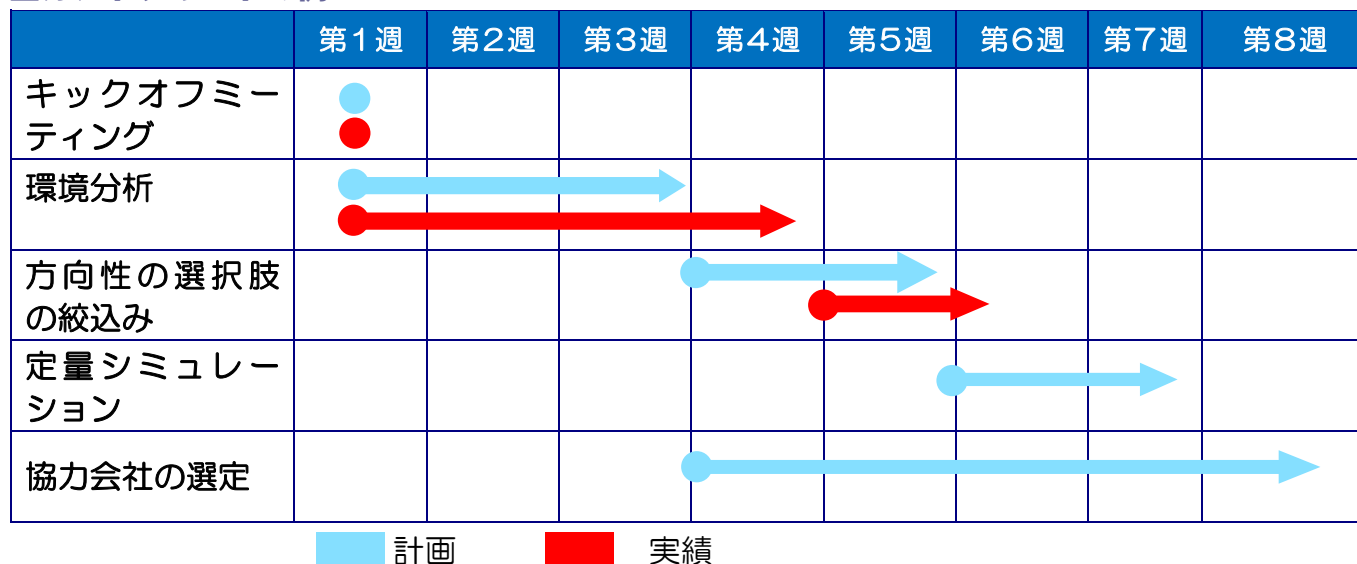 第1週 第2週 第3週 第4週 第5週 第6週 第7週 第8週
キックオフミー
ティング
環境分析
方向性の選択肢
の絞込み
定量シミュレー
ション
協力会社の選定
計画 実績